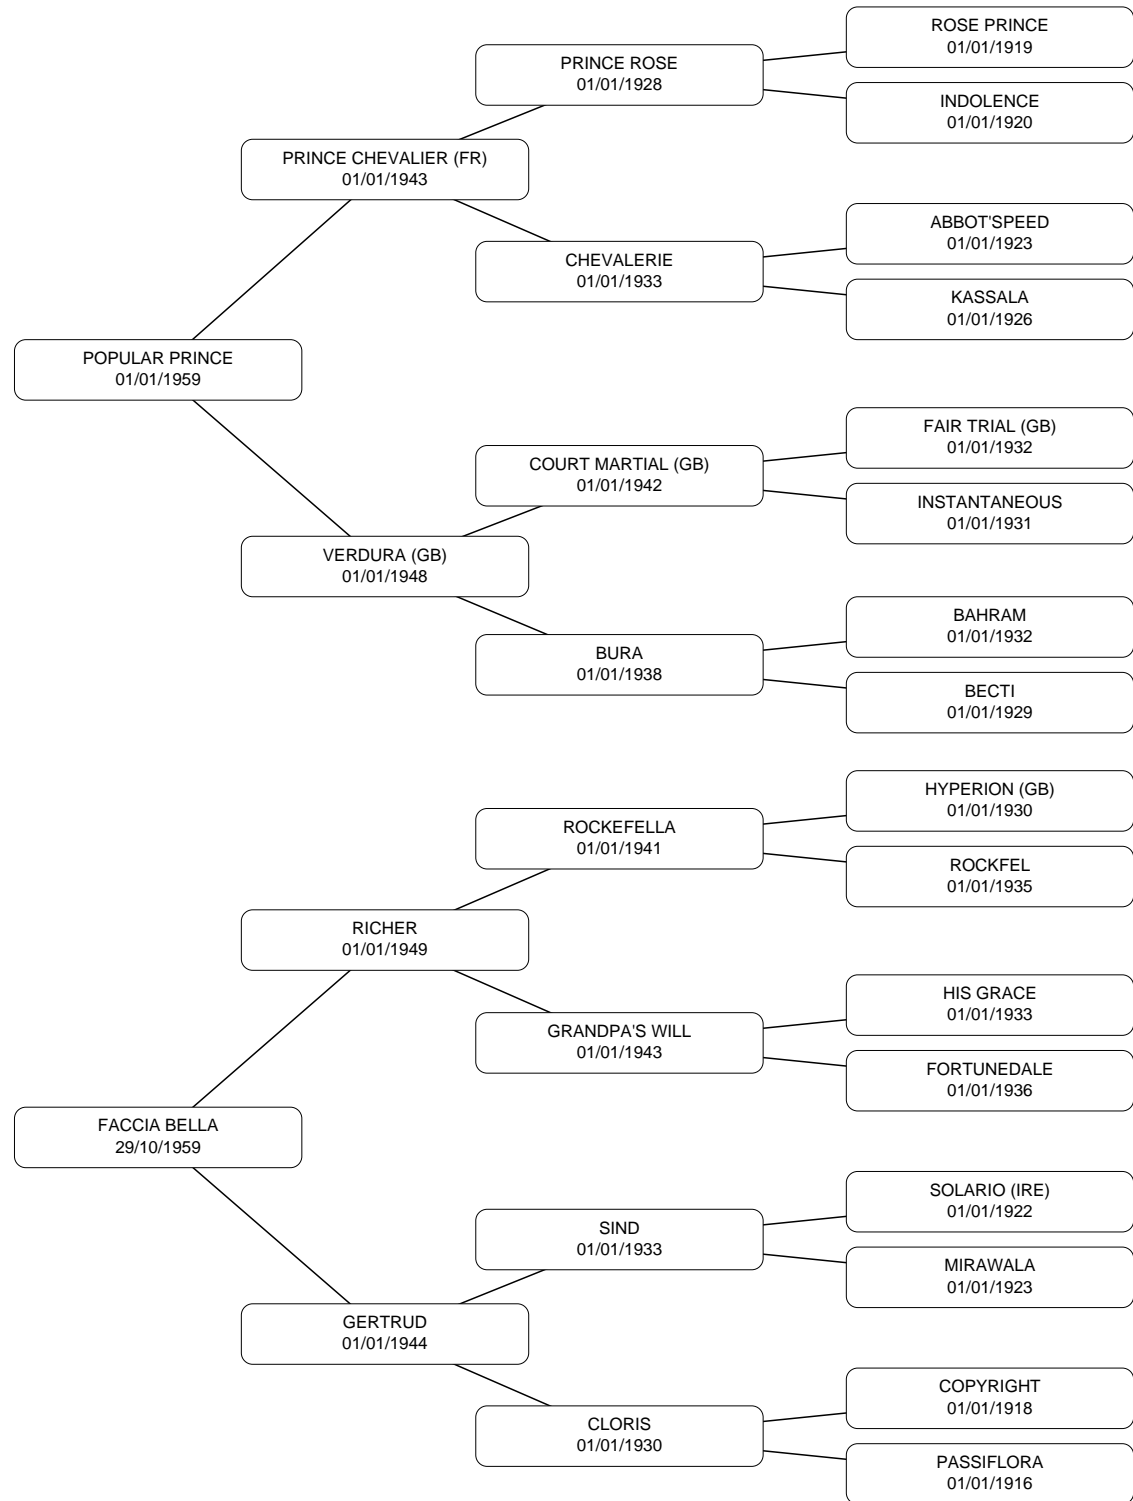 ROSE PRINCE
01/01/1919
PRINCE ROSE
01/01/1928
INDOLENCE
01/01/1920
PRINCE CHEVALIER (FR)
01/01/1943
ABBOT'SPEED
01/01/1923
CHEVALERIE
01/01/1933
KASSALA
01/01/1926
POPULAR PRINCE
01/01/1959
FAIR TRIAL (GB)
01/01/1932
COURT MARTIAL (GB)
01/01/1942
INSTANTANEOUS
01/01/1931
VERDURA (GB)
01/01/1948
BAHRAM
01/01/1932
BURA
01/01/1938
BECTI
01/01/1929
HYPERION (GB)
01/01/1930
ROCKEFELLA
01/01/1941
ROCKFEL
01/01/1935
RICHER
01/01/1949
HIS GRACE
01/01/1933
GRANDPA'S WILL
01/01/1943
FORTUNEDALE
01/01/1936
FACCIA BELLA
29/10/1959
SOLARIO (IRE)
01/01/1922
SIND
01/01/1933
MIRAWALA
01/01/1923
GERTRUD
01/01/1944
COPYRIGHT
01/01/1918
CLORIS
01/01/1930
PASSIFLORA
01/01/1916